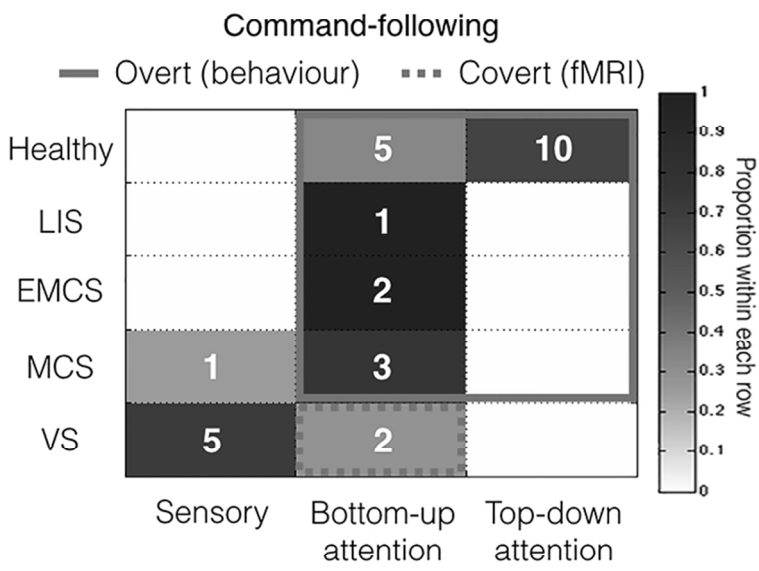 Command-following
Overt (behaviour) Covert (fMRI)
Healthy 5 10
LIS 1
EMCS 2
MCS 1 3
VS 5 2
Sensory Bottom-up attention Top-down attention
1
0.9
0.8
0.7
0.6
0.5
0.4
0.3
0.2
0.1
0
Proportion within each row